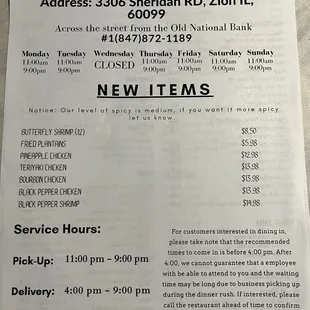 Address: 3306 Sheridan RD, Zion IL,
60099
Across the street from the Old National Bank
#1(847)872-1189
Monday Tuesday Wednesday Thursday Friday Saturday Sunday
11:00am 11:00am CLOSED 11:00am 11:00am 11:00am 11:00am
9:00pm 9:00pm 9:00pm 9:00pm 9:00pm 9:00pm
NEW ITEMS
Notice: Our level of spicy is medium, if you want it more spicy
let us know.
BUTTERFLY SHRIMP (12) $8.50
FRIED PLANTAINS $5.98
PINEAPPLE CHICKEN $12.98
TERIYAKI CHICKEN $13.98
BOURBON CHICKEN $13.98
BLACK PEPPER CHICKEN $13.98
BLACK PEPPER SHRIMP $14.98
Service Hours:
Pick-Up: 11:00 pm - 9:00 pm
Delivery: 4:00 pm - 9:00 pm
For customers interested in dining in,
please take note that the recommended
times to come in is before 4:00 pm. After
4:00, we cannot guarantee that a employee
with be able to attend to you and the waiting
time may be long due to business picking up
during the dinner rush. If interested, please
call the restaurant ahead of time to confirm